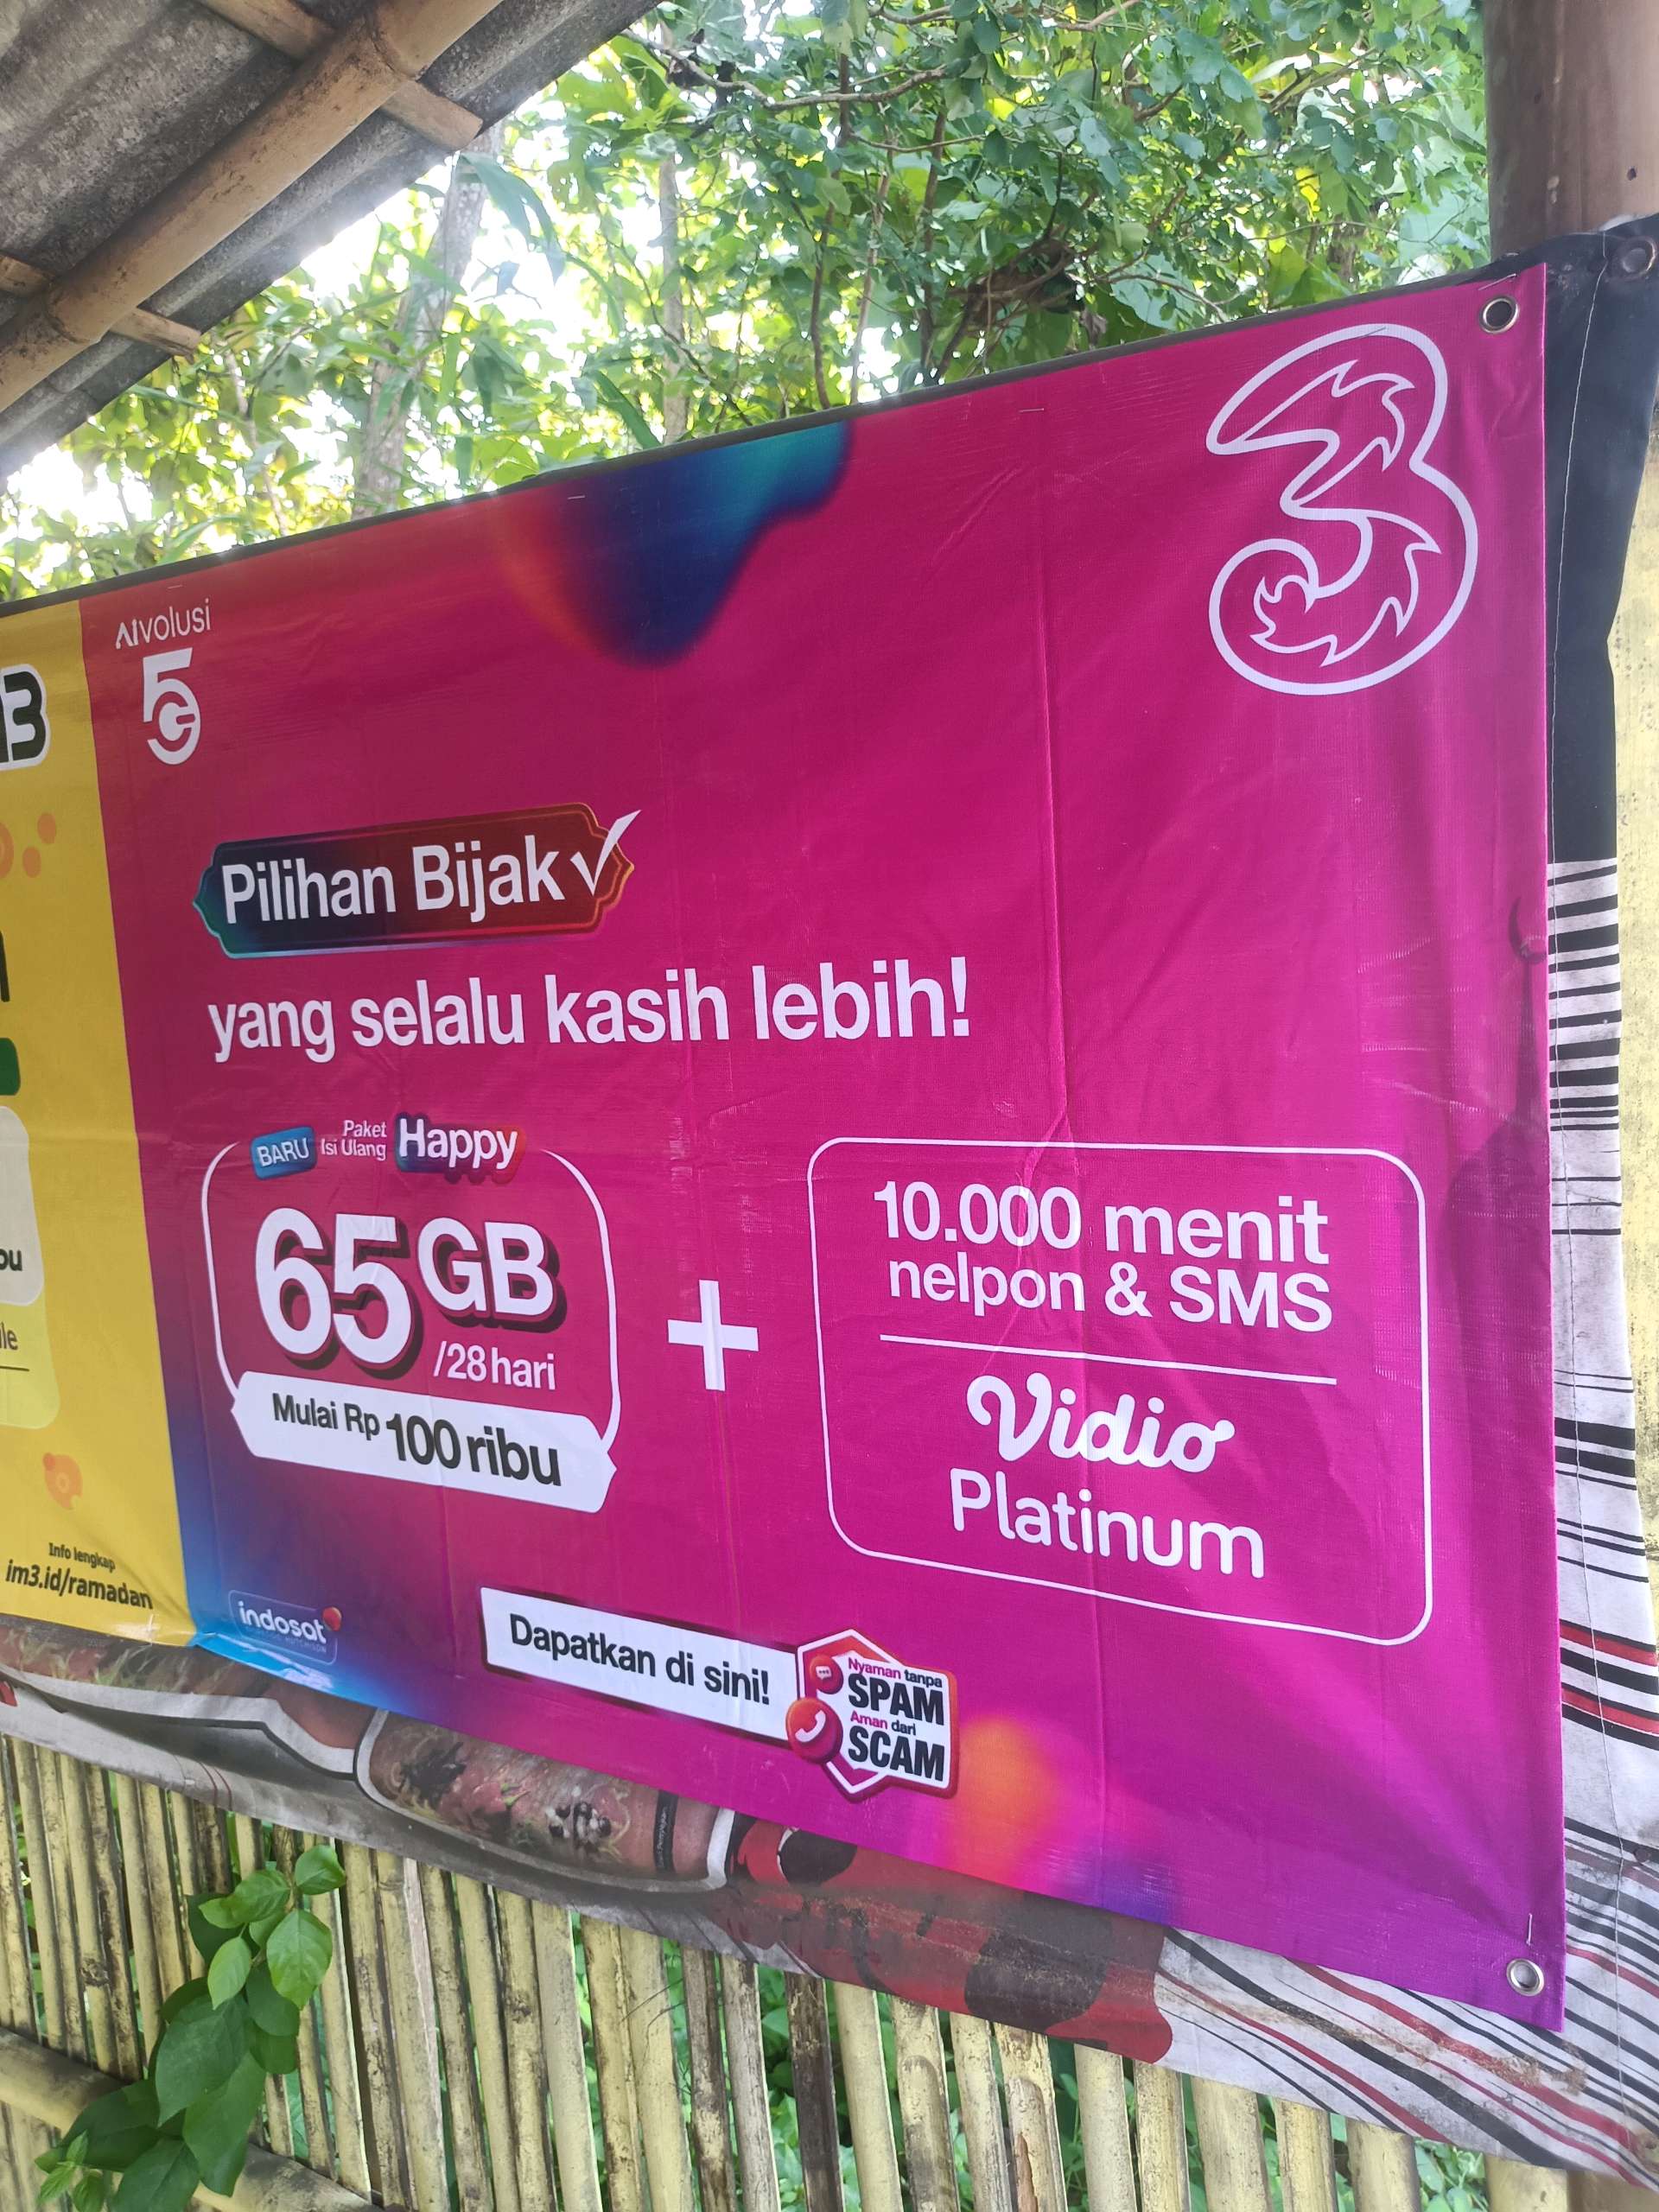 AIvolusi
5G
3
Pilihan Bijak
yang selalu kasih lebih!
BARU Paket Isi Ulang Happy
65 GB
/28 hari
Mulai Rp 100 ribu
+
10.000 menit
nelpon & SMS
Vidio
Platinum
indosat
Dapatkan di sini!
Nyaman tanpa
SPAM
Aman dari
SCAM
Info lengkap
im3.id/ramadan